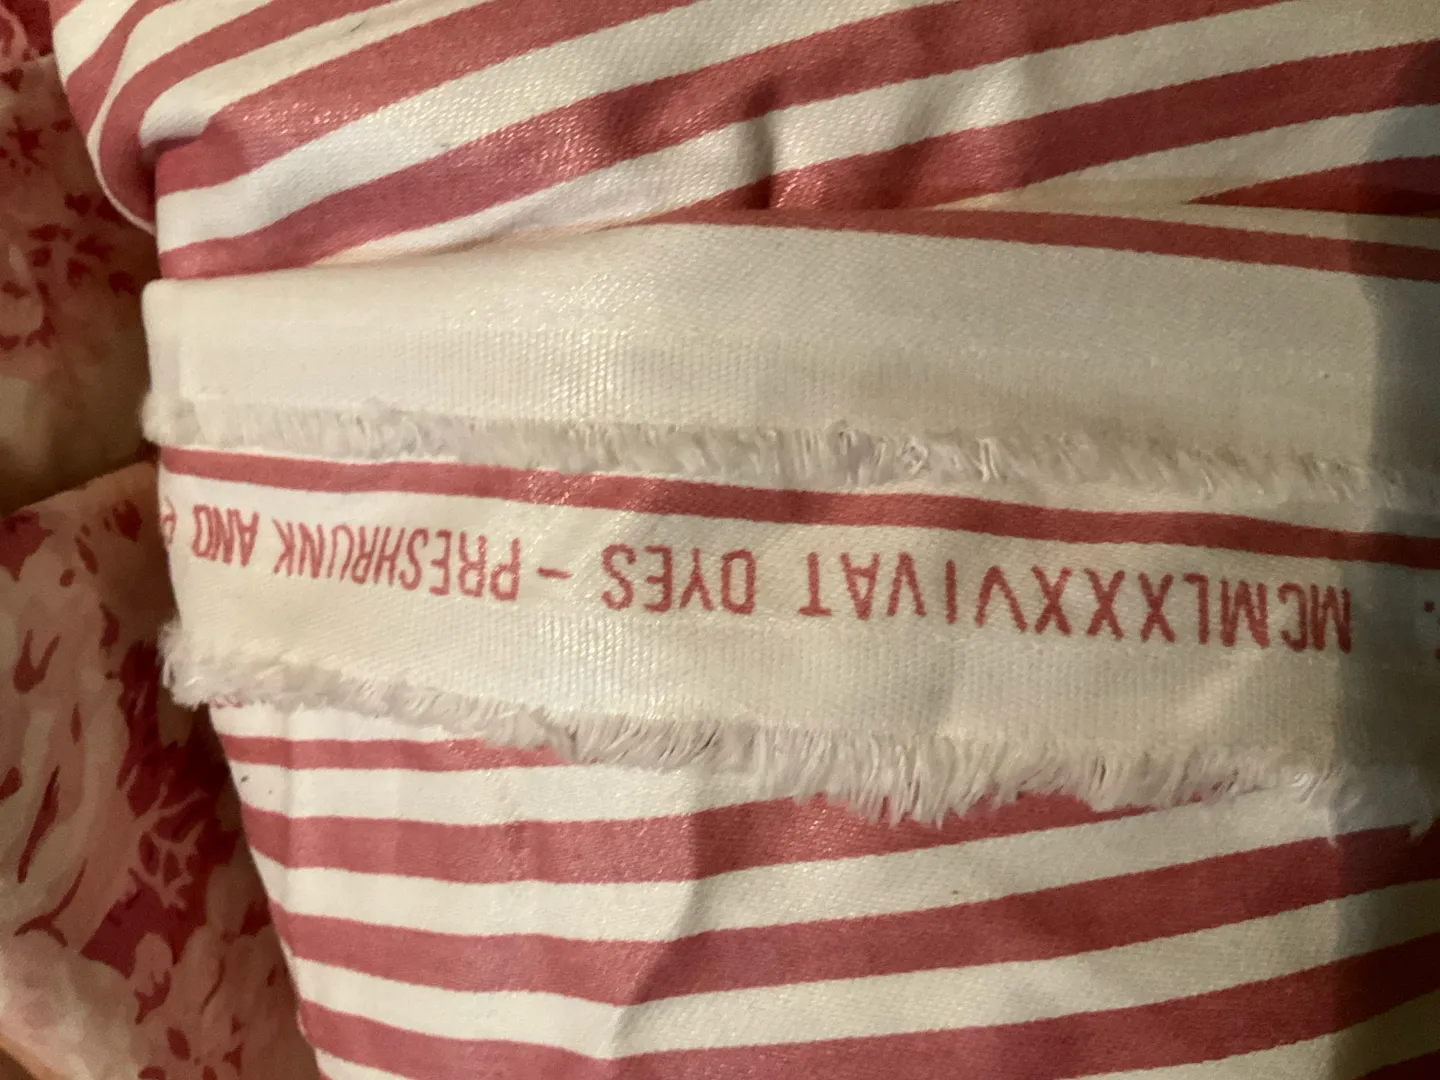 MCMLXXXVIVAT DYES – PRESHRUNK AND